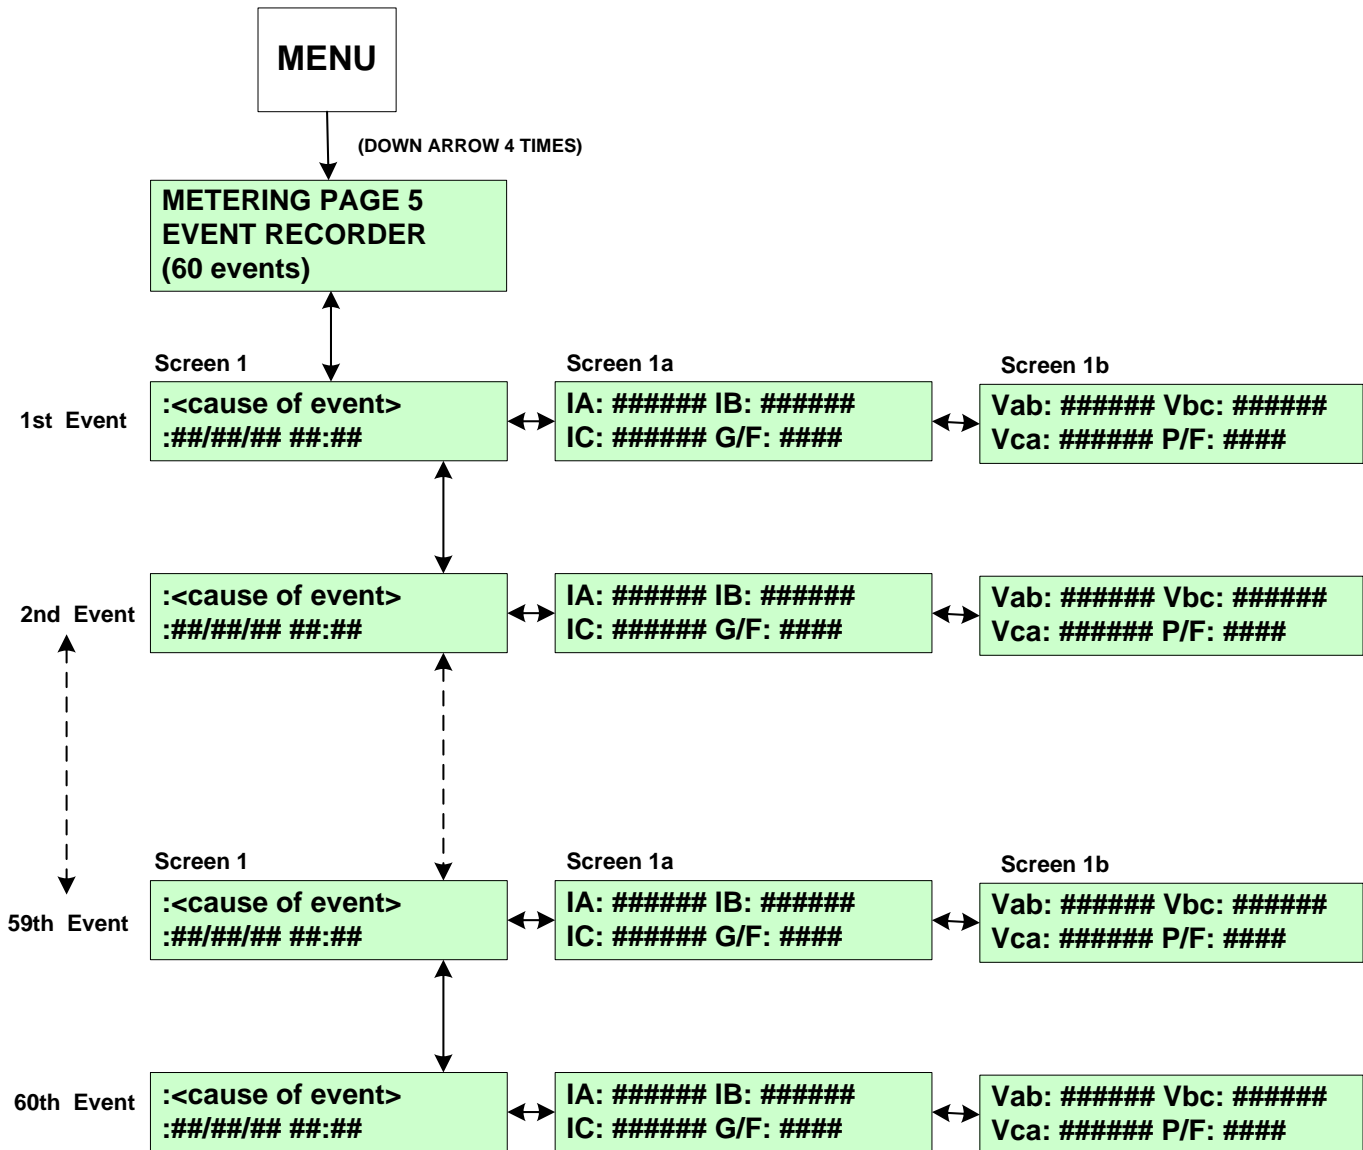 MENU
(DOWN ARROW 4 TIMES)
METERING PAGE 5
EVENT RECORDER
(60 events)
Screen 1
Screen 1a
Screen 1b
1st Event
:<cause of event>
:##/##/## ##:##
IA: ###### IB: ######
IC: ###### G/F: ####
Vab: ###### Vbc: ######
Vca: ###### P/F: ####
2nd Event
:<cause of event>
:##/##/## ##:##
IA: ###### IB: ######
IC: ###### G/F: ####
Vab: ###### Vbc: ######
Vca: ###### P/F: ####
Screen 1
Screen 1a
Screen 1b
59th Event
:<cause of event>
:##/##/## ##:##
IA: ###### IB: ######
IC: ###### G/F: ####
Vab: ###### Vbc: ######
Vca: ###### P/F: ####
60th Event
:<cause of event>
:##/##/## ##:##
IA: ###### IB: ######
IC: ###### G/F: ####
Vab: ###### Vbc: ######
Vca: ###### P/F: ####